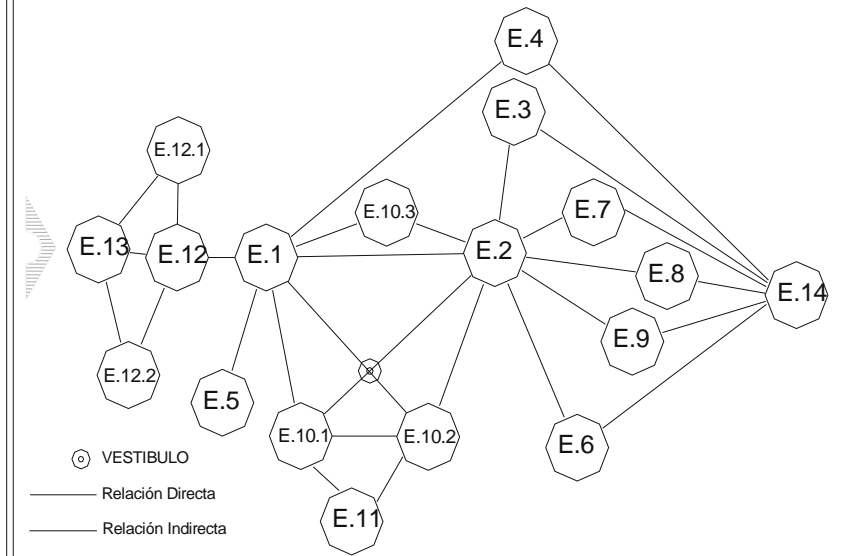 E.4
E.3
E.12.1
E.10.3
E.7
E.13
E.12
E.1
E.2
E.8
E.14
E.9
E.12.2
E.5
E.10.1
E.10.2
E.6
VESTIBULO
Relación Directa
E.11
Relación Indirecta